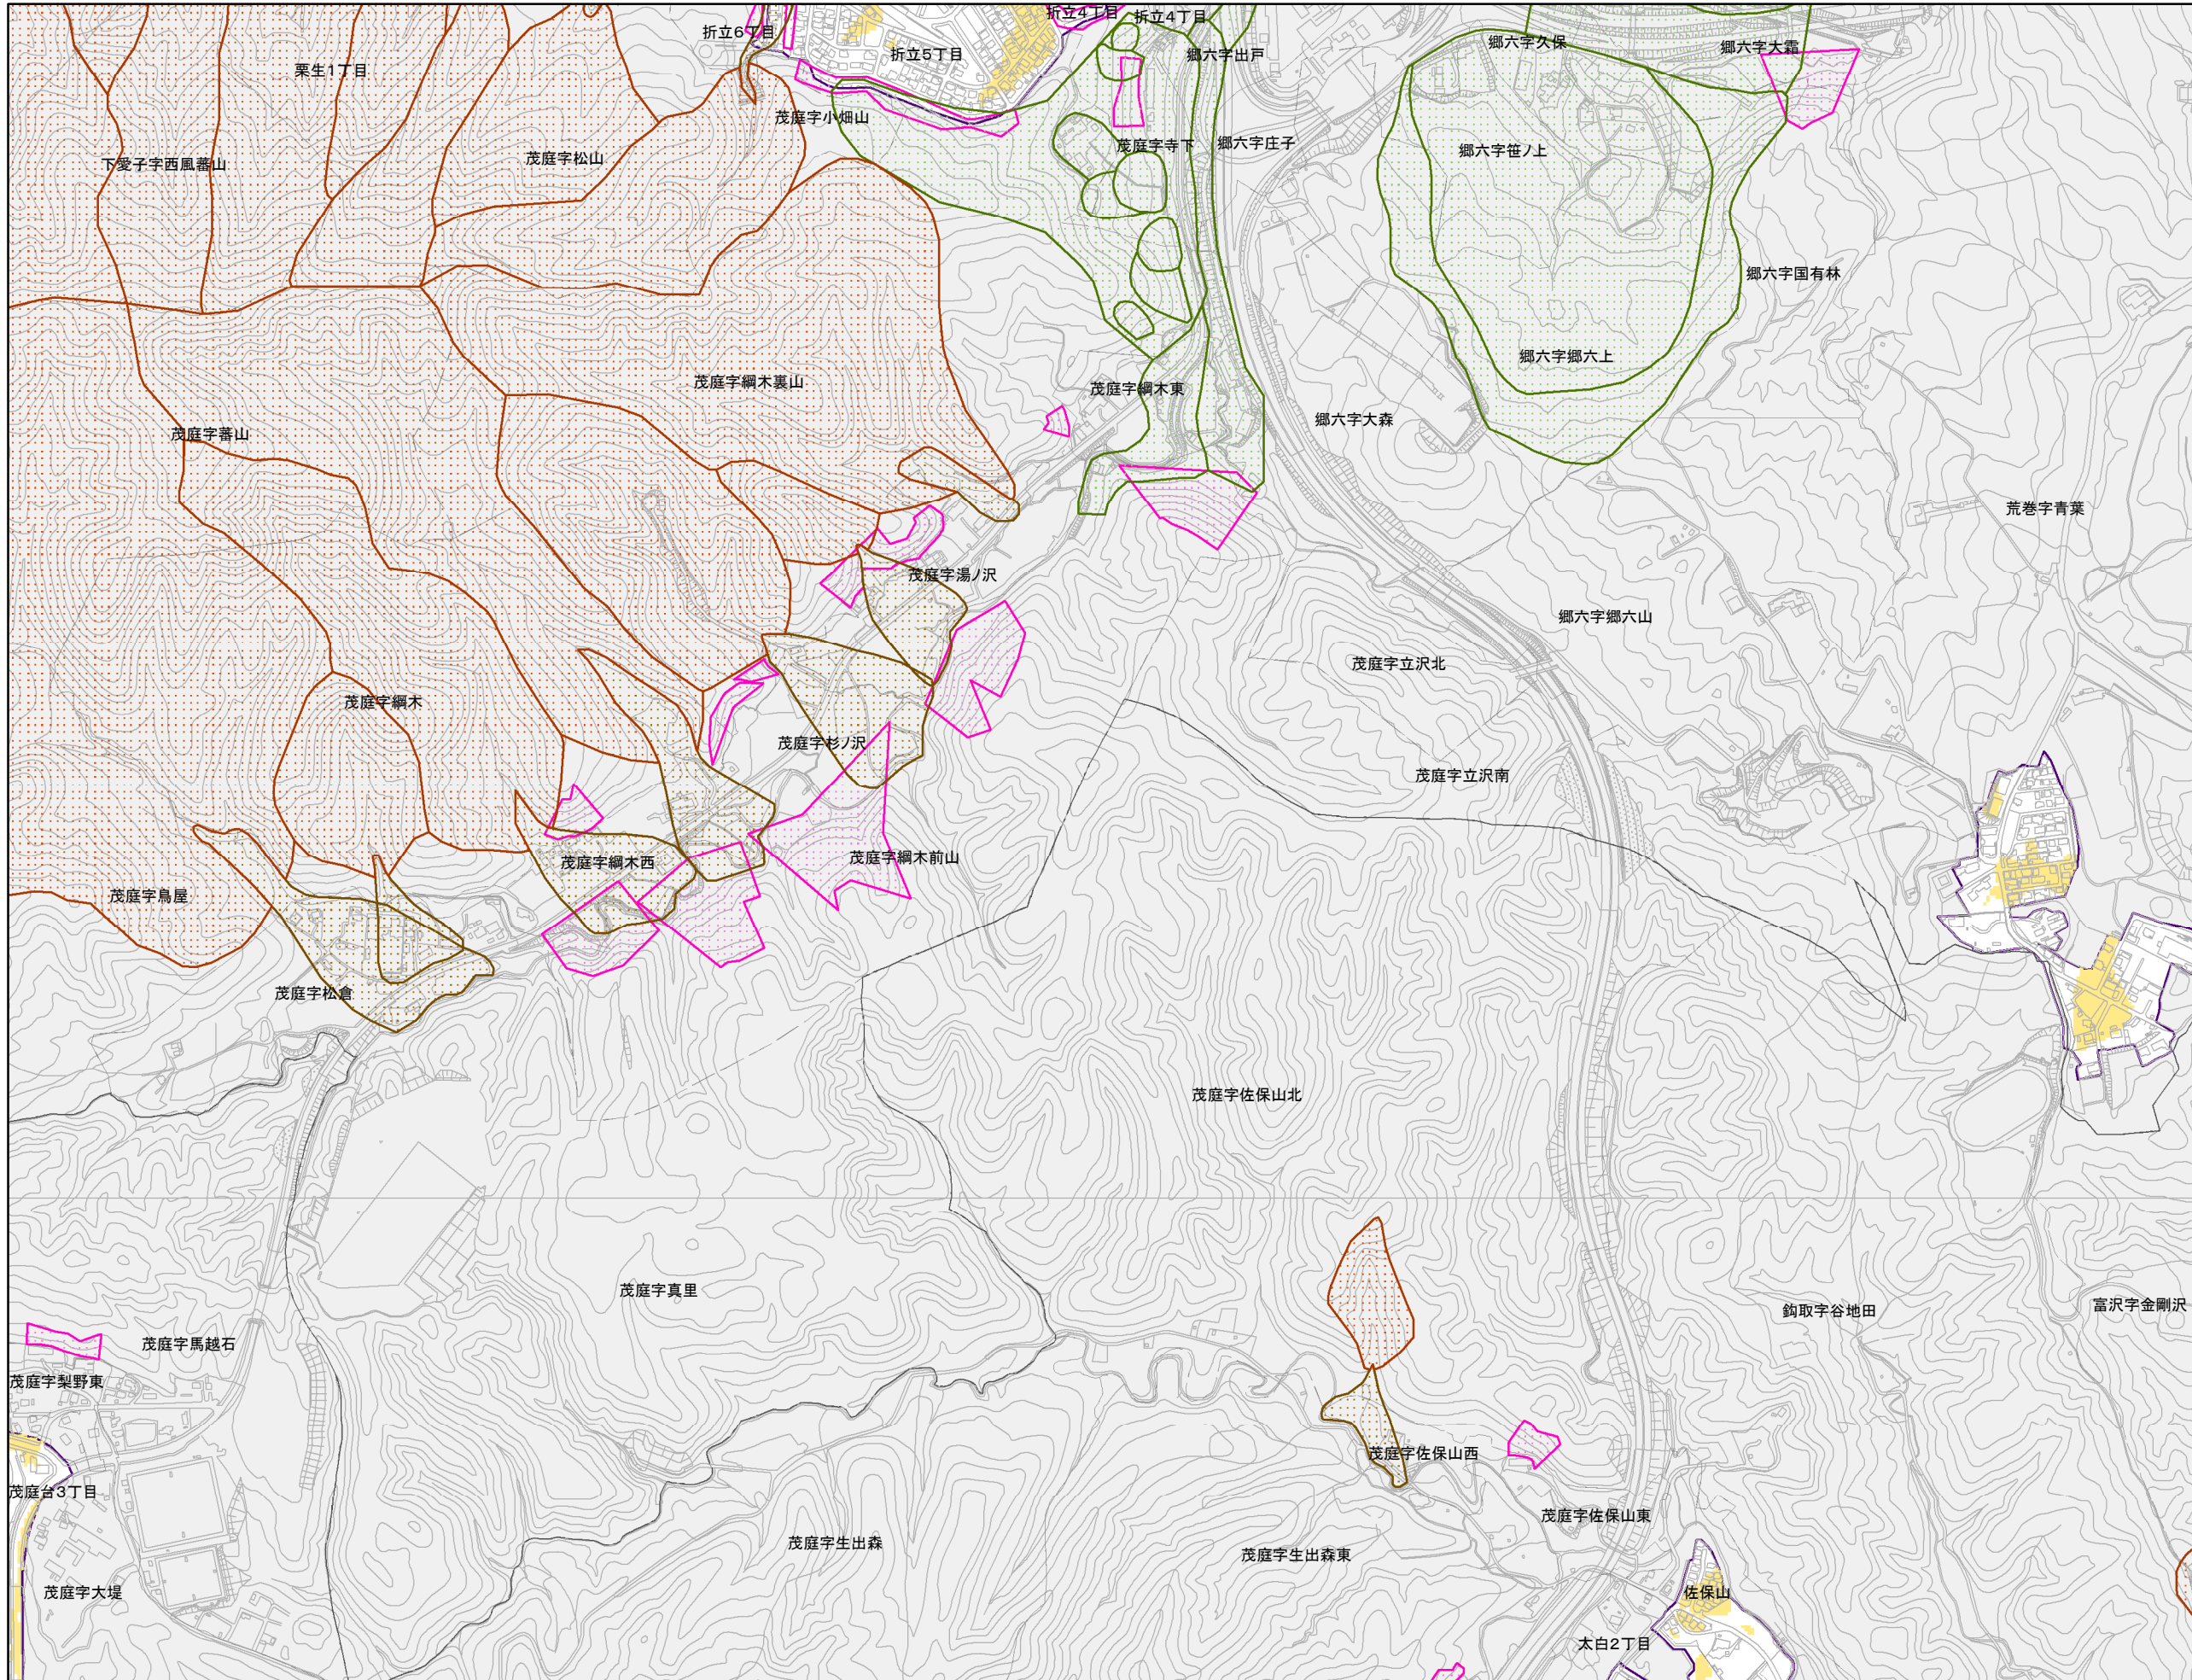 折立4丁目
折立4丁目
折立6丁目
折立5丁目
郷六字出戸
郷六字久保
郷六字大霜
栗生1丁目
茂庭字小畑山
茂庭字寺下
郷六字庄子
郷六字笹ノ上
下愛子字西風蕃山
茂庭字松山
郷六字国有林
郷六字郷六上
茂庭字綱木裏山
茂庭字綱木東
郷六字大森
茂庭字蕃山
荒巻字青葉
茂庭字湯ノ沢
郷六字郷六山
茂庭字立沢北
茂庭字綱木
茂庭字杉ノ沢
茂庭字立沢南
茂庭字綱木西
茂庭字綱木前山
茂庭字鳥屋
茂庭字松倉
茂庭字佐保山北
茂庭字真里
鈎取字谷地田
富沢字金剛沢
茂庭字馬越石
茂庭字梨野東
茂庭字佐保山西
茂庭台3丁目
茂庭字佐保山東
茂庭字生出森
茂庭字生出森東
茂庭字大堤
佐保山
太白2丁目